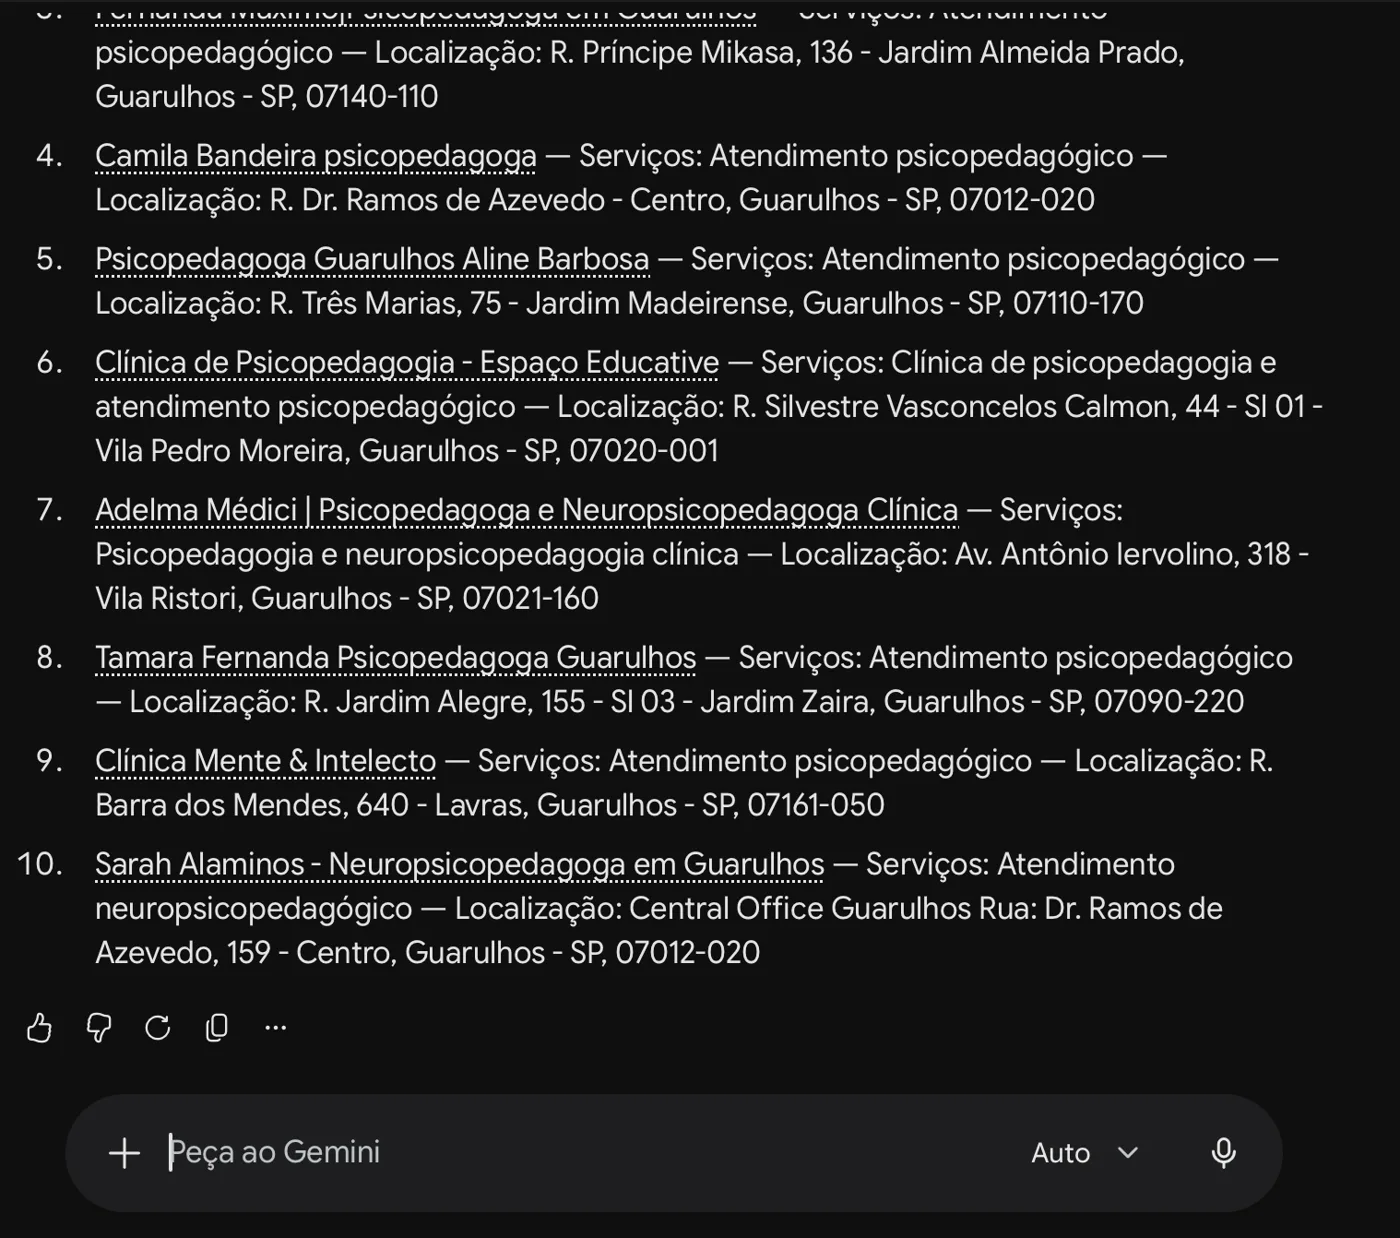 3. Fernanda Maximo|Psicopedagoga em Guarulhos — Serviços: Atendimento
psicopedagógico — Localização: R. Príncipe Mikasa, 136 - Jardim Almeida Prado,
Guarulhos - SP, 07140-110
4. Camila Bandeira psicopedagoga — Serviços: Atendimento psicopedagógico —
Localização: R. Dr. Ramos de Azevedo - Centro, Guarulhos - SP, 07012-020
5. Psicopedagoga Guarulhos Aline Barbosa — Serviços: Atendimento psicopedagógico —
Localização: R. Três Marias, 75 - Jardim Madeirense, Guarulhos - SP, 07110-170
6. Clínica de Psicopedagogia - Espaço Educative — Serviços: Clínica de psicopedagogia e
atendimento psicopedagógico — Localização: R. Silvestre Vasconcelos Calmon, 44 - Sl 01 -
Vila Pedro Moreira, Guarulhos - SP, 07020-001
7. Adelma Médici | Psicopedagoga e Neuropsicopedagoga Clínica — Serviços:
Psicopedagogia e neuropsicopedagogia clínica — Localização: Av. Antônio Iervolino, 318 -
Vila Ristori, Guarulhos - SP, 07021-160
8. Tamara Fernanda Psicopedagoga Guarulhos — Serviços: Atendimento psicopedagógico
— Localização: R. Jardim Alegre, 155 - Sl 03 - Jardim Zaira, Guarulhos - SP, 07090-220
9. Clínica Mente & Intelecto — Serviços: Atendimento psicopedagógico — Localização: R.
Barra dos Mendes, 640 - Lavras, Guarulhos - SP, 07161-050
10. Sarah Alaminos - Neuropsicopedagoga em Guarulhos — Serviços: Atendimento
neuropsicopedagógico — Localização: Central Office Guarulhos Rua: Dr. Ramos de
Azevedo, 159 - Centro, Guarulhos - SP, 07012-020
Peça ao Gemini
Auto